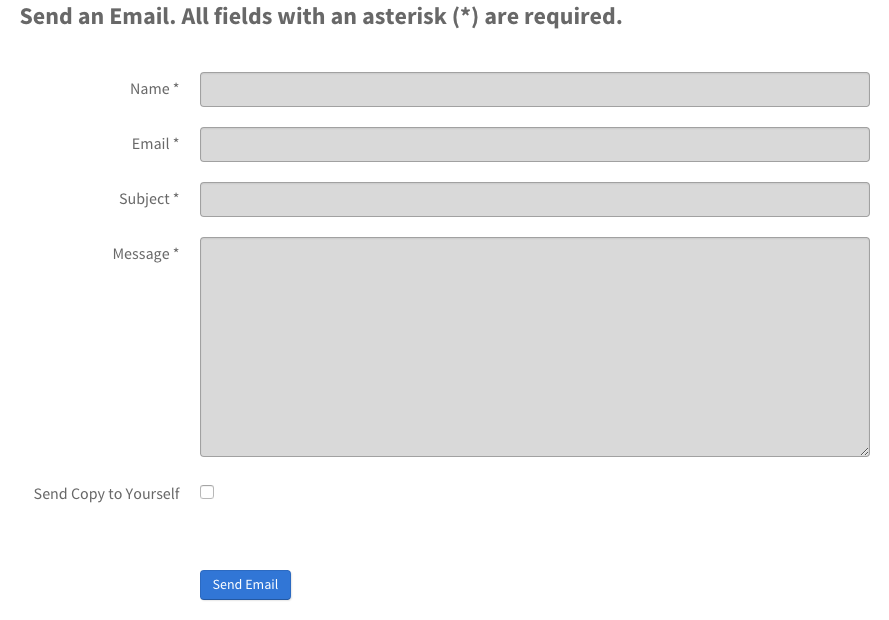 Send an Email. All fields with an asterisk (*) are required.
Name *
Email *
Subject *
Message *
Send Copy to Yourself
Send Email